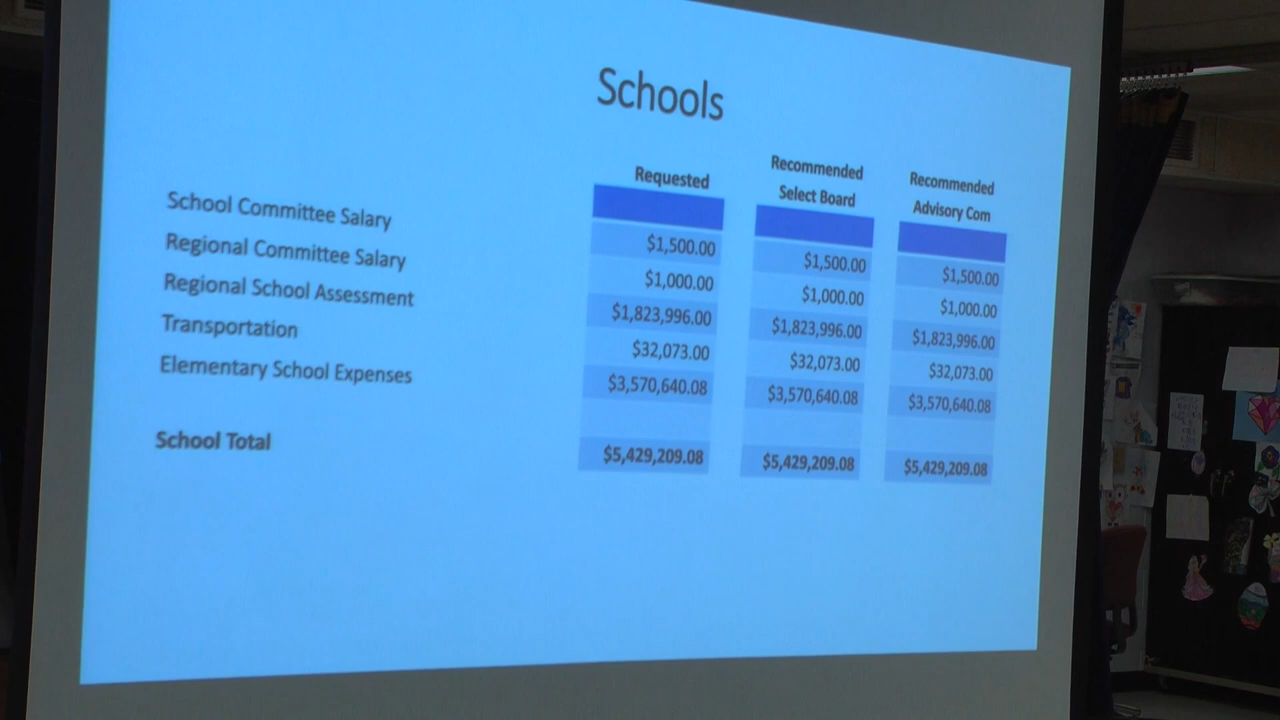 Schools
Requested Recommended Select Board Recommended Advisory Com
School Committee Salary $1,500.00 $1,500.00 $1,500.00
Regional Committee Salary $1,000.00 $1,000.00 $1,000.00
Regional School Assessment $1,823,996.00 $1,823,996.00 $1,823,996.00
Transportation $32,073.00 $32,073.00 $32,073.00
Elementary School Expenses $3,570,640.08 $3,570,640.08 $3,570,640.08
School Total $5,429,209.08 $5,429,209.08 $5,429,209.08